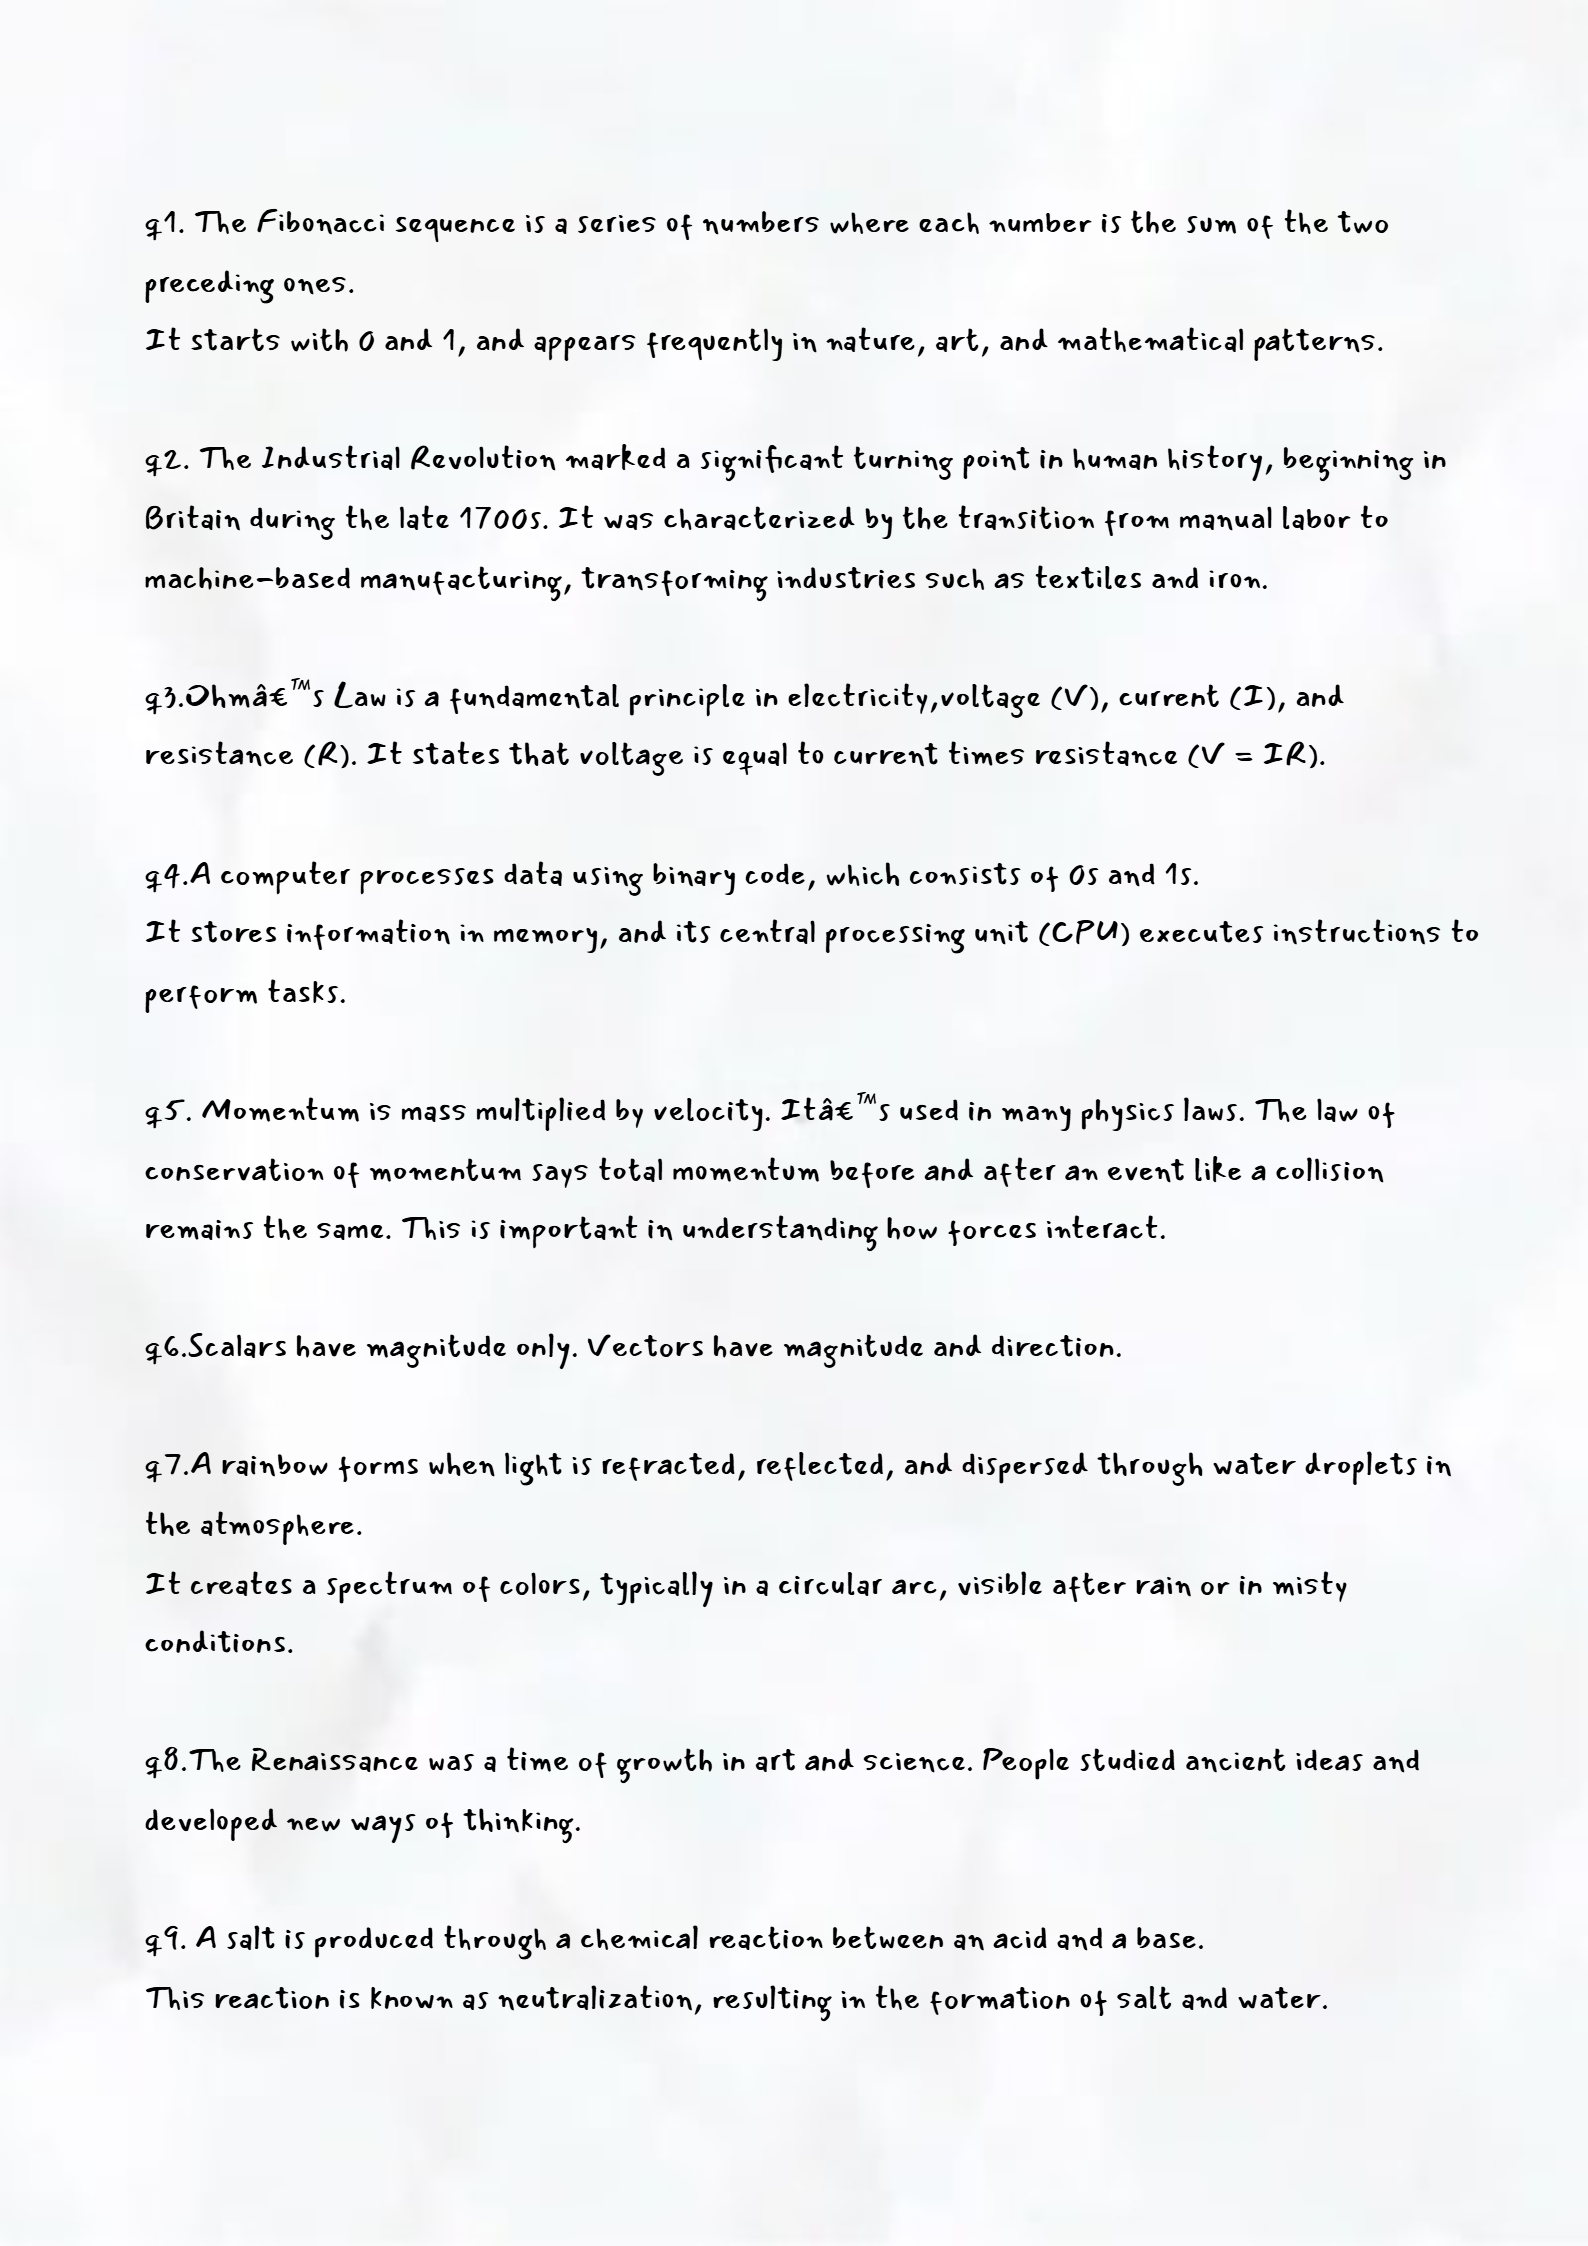 q1. The Fibonacci sequence is a series of numbers where each number is the sum of the two
preceding ones.
It starts with 0 and 1, and appears frequently in nature, art, and mathematical patterns.
q2. The Industrial Revolution marked a significant turning point in human history, beginning in
Britain during the late 1700s. It was characterized by the transition from manual labor to
machine-based manufacturing, transforming industries such as textiles and iron.
q3.Ohmâ€™s Law is a fundamental principle in electricity,voltage (V), current (I), and
resistance (R). It states that voltage is equal to current times resistance (V = IR).
q4.A computer processes data using binary code, which consists of 0s and 1s.
It stores information in memory, and its central processing unit (CPU) executes instructions to
perform tasks.
q5. Momentum is mass multiplied by velocity. Itâ€™s used in many physics laws. The law of
conservation of momentum says total momentum before and after an event like a collision
remains the same. This is important in understanding how forces interact.
q6.Scalars have magnitude only. Vectors have magnitude and direction.
q7.A rainbow forms when light is refracted, reflected, and dispersed through water droplets in
the atmosphere.
It creates a spectrum of colors, typically in a circular arc, visible after rain or in misty
conditions.
q8.The Renaissance was a time of growth in art and science. People studied ancient ideas and
developed new ways of thinking.
q9. A salt is produced through a chemical reaction between an acid and a base.
This reaction is known as neutralization, resulting in the formation of salt and water.